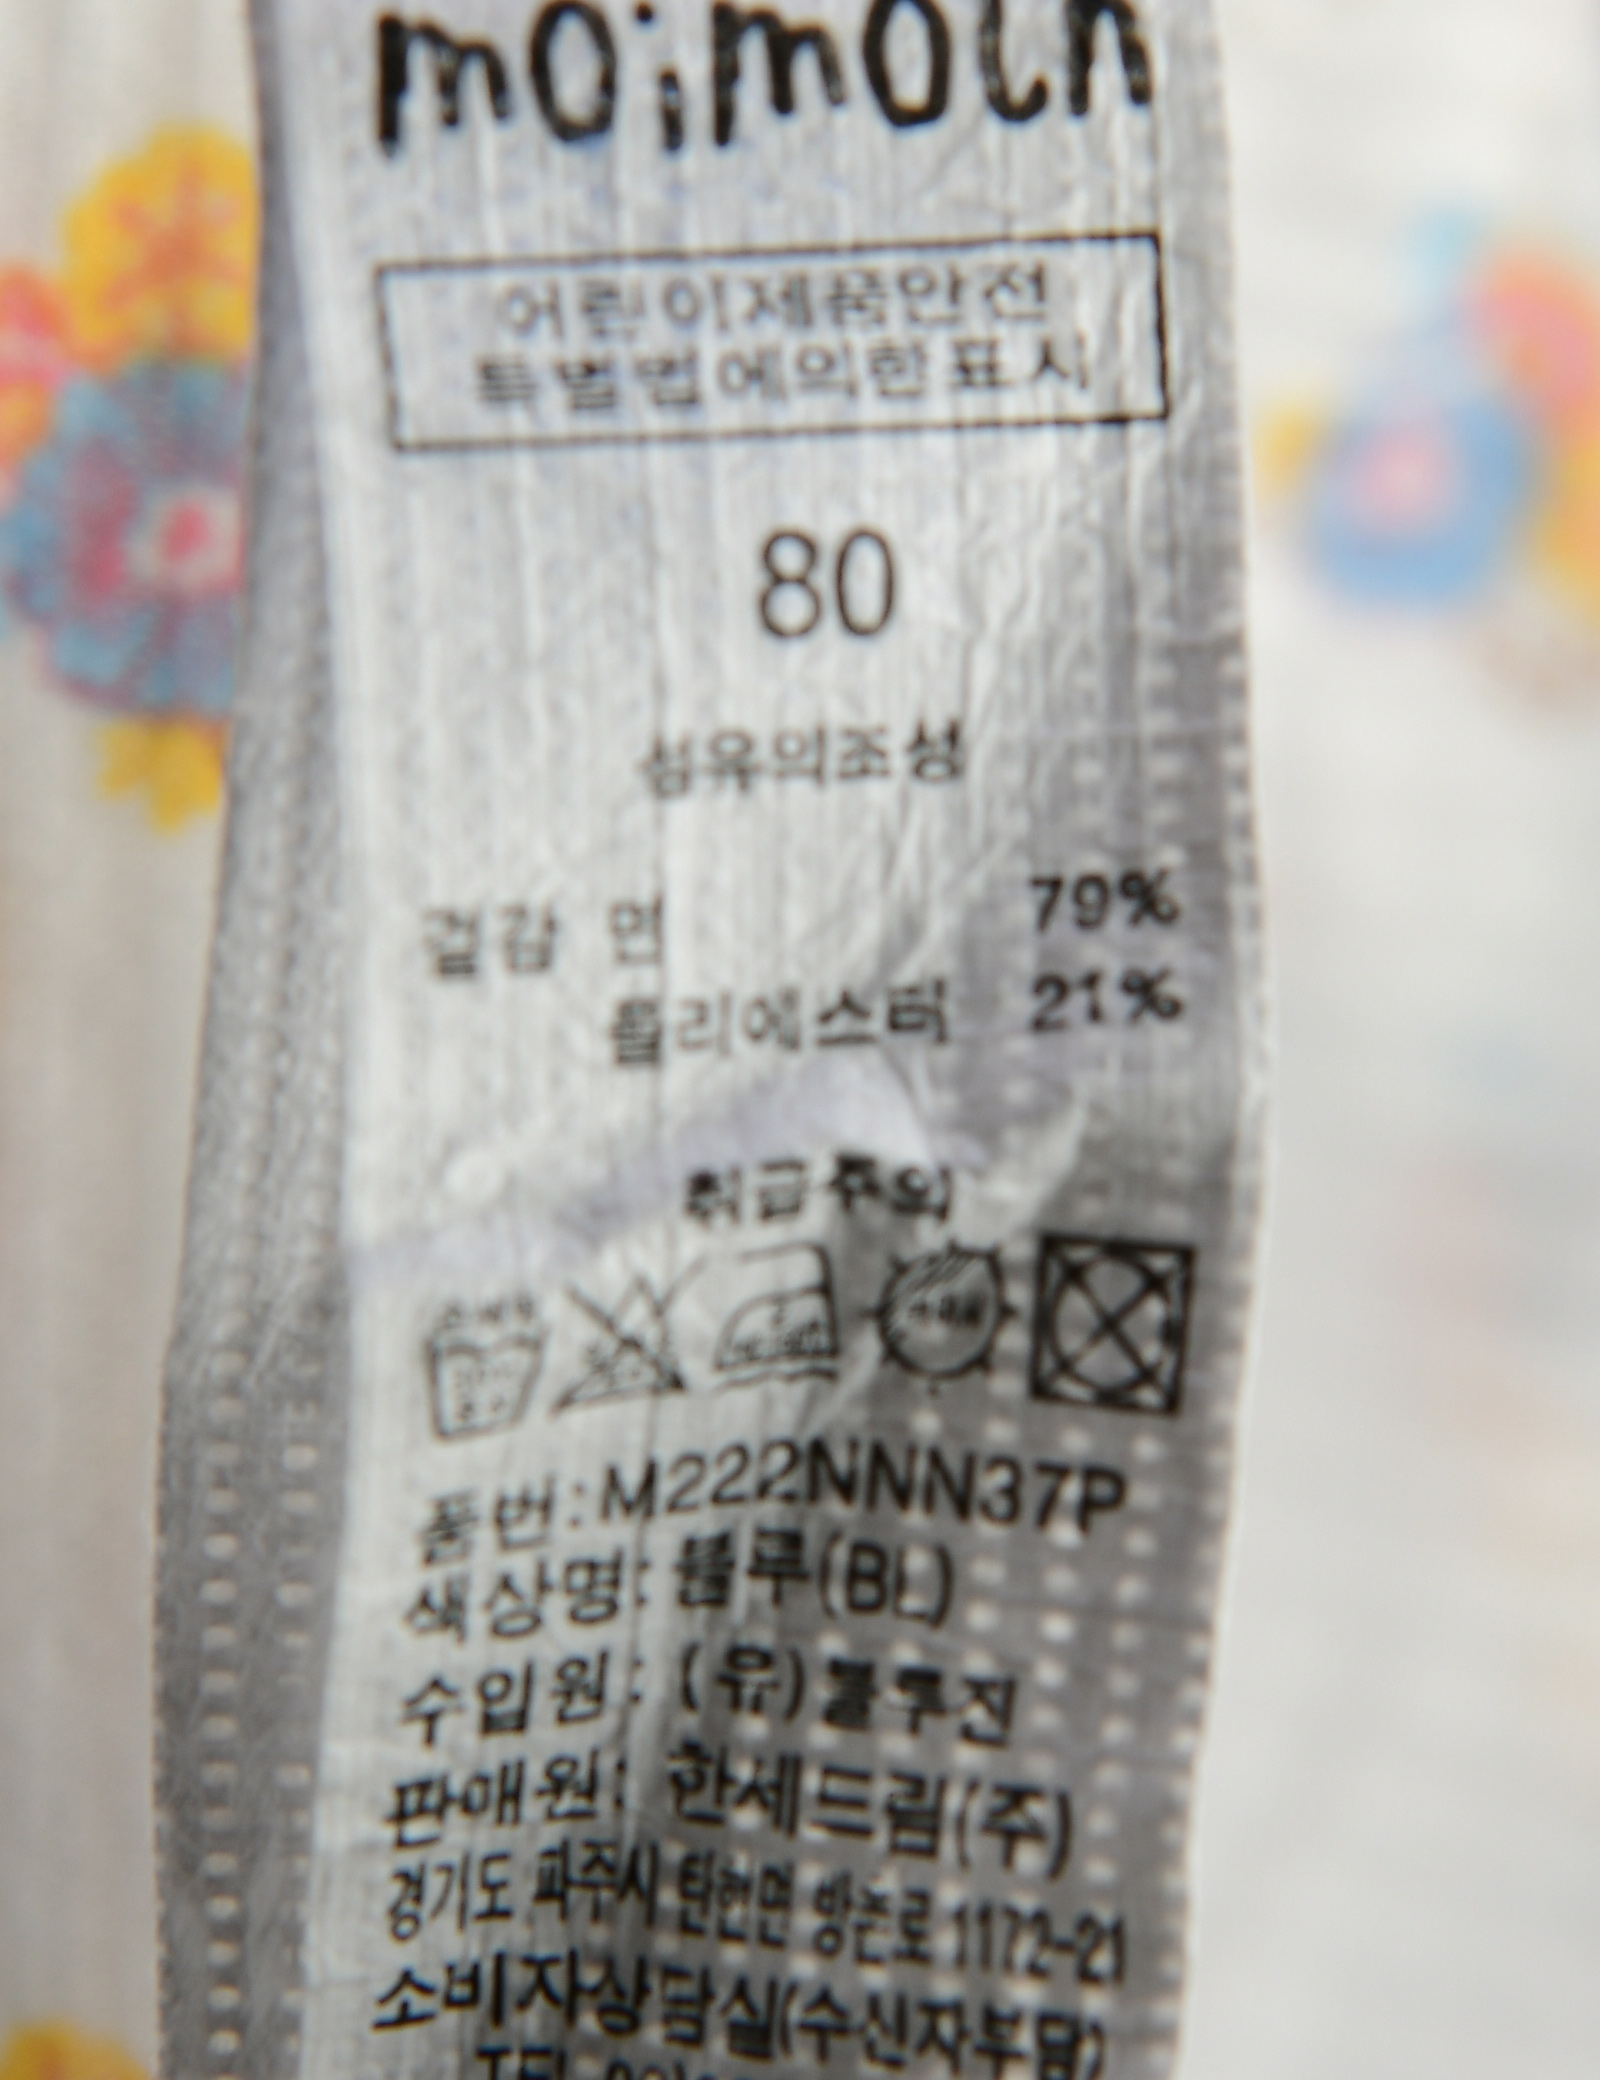 moimoln
어린이제품안전
특별법에의한표시
80
섬유의조성
겉감 면 79%
폴리에스터 21%
취급주의
품번:M222NNN37P
색상명: 블루(BL)
수입원: (유)블루진
판매원: 한세드림(주)
경기도 파주시 탄현면 방촌로 1172-21
소비자상담실(수신자부담)
TEL